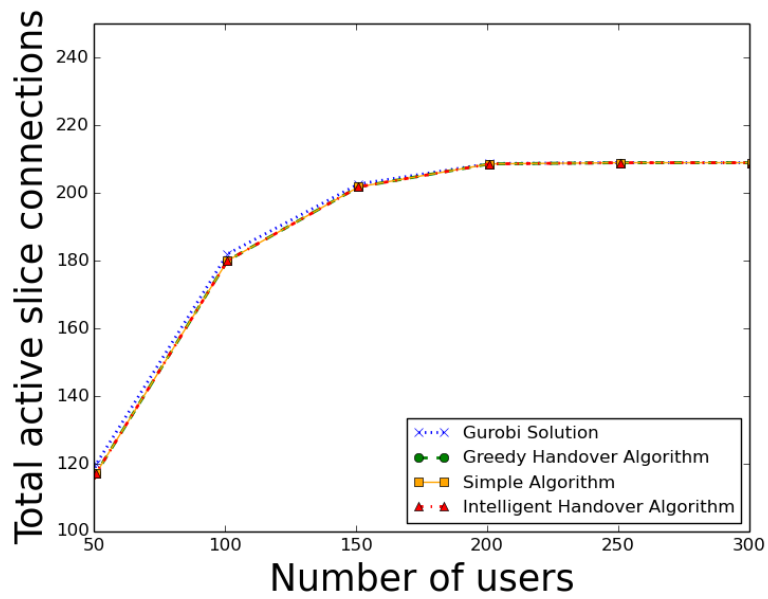 Total active slice connections
240
220
200
180
160
140
120
100
50
100
150
200
250
300
Number of users
Gurobi Solution
Greedy Handover Algorithm
Simple Algorithm
Intelligent Handover Algorithm